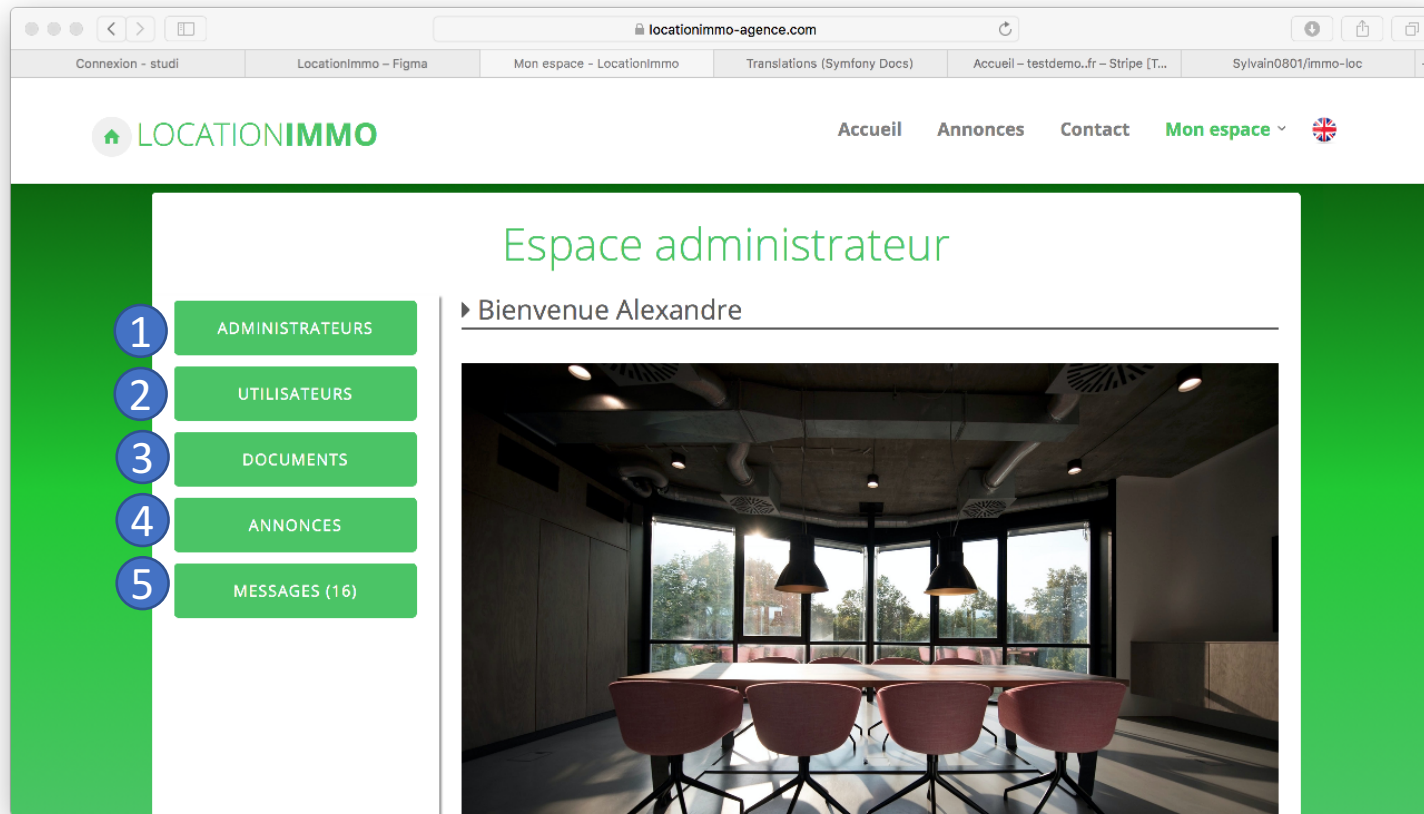 locationimmo-agence.com
Connexion - studi
LocationImmo – Figma
Mon espace - LocationImmo
Translations (Symfony Docs)
Accueil – testdemo..fr – Stripe [T...
Sylvain0801/immo-loc
LOCATIONIMMO
Accueil
Annonces
Contact
Mon espace
Espace administrateur
1 ADMINISTRATEURS
2 UTILISATEURS
3 DOCUMENTS
4 ANNONCES
5 MESSAGES (16)
Bienvenue Alexandre